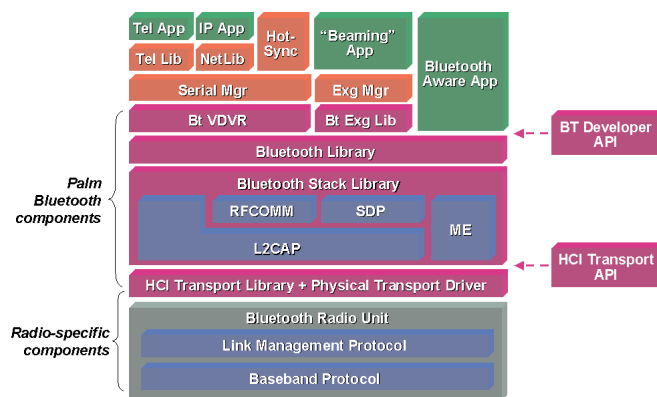 Tel App
IP App
Hot-
Sync
“Beaming”
App
Bluetooth
Aware App
Tel Lib
NetLib
Serial Mgr
Exg Mgr
Bt VDVR
Bt Exg Lib
BT Developer
API
Bluetooth Library
Palm
Bluetooth
components
Bluetooth Stack Library
RFCOMM
SDP
ME
L2CAP
HCI Transport
API
HCI Transport Library + Physical Transport Driver
Radio-specific
components
Bluetooth Radio Unit
Link Management Protocol
Baseband Protocol